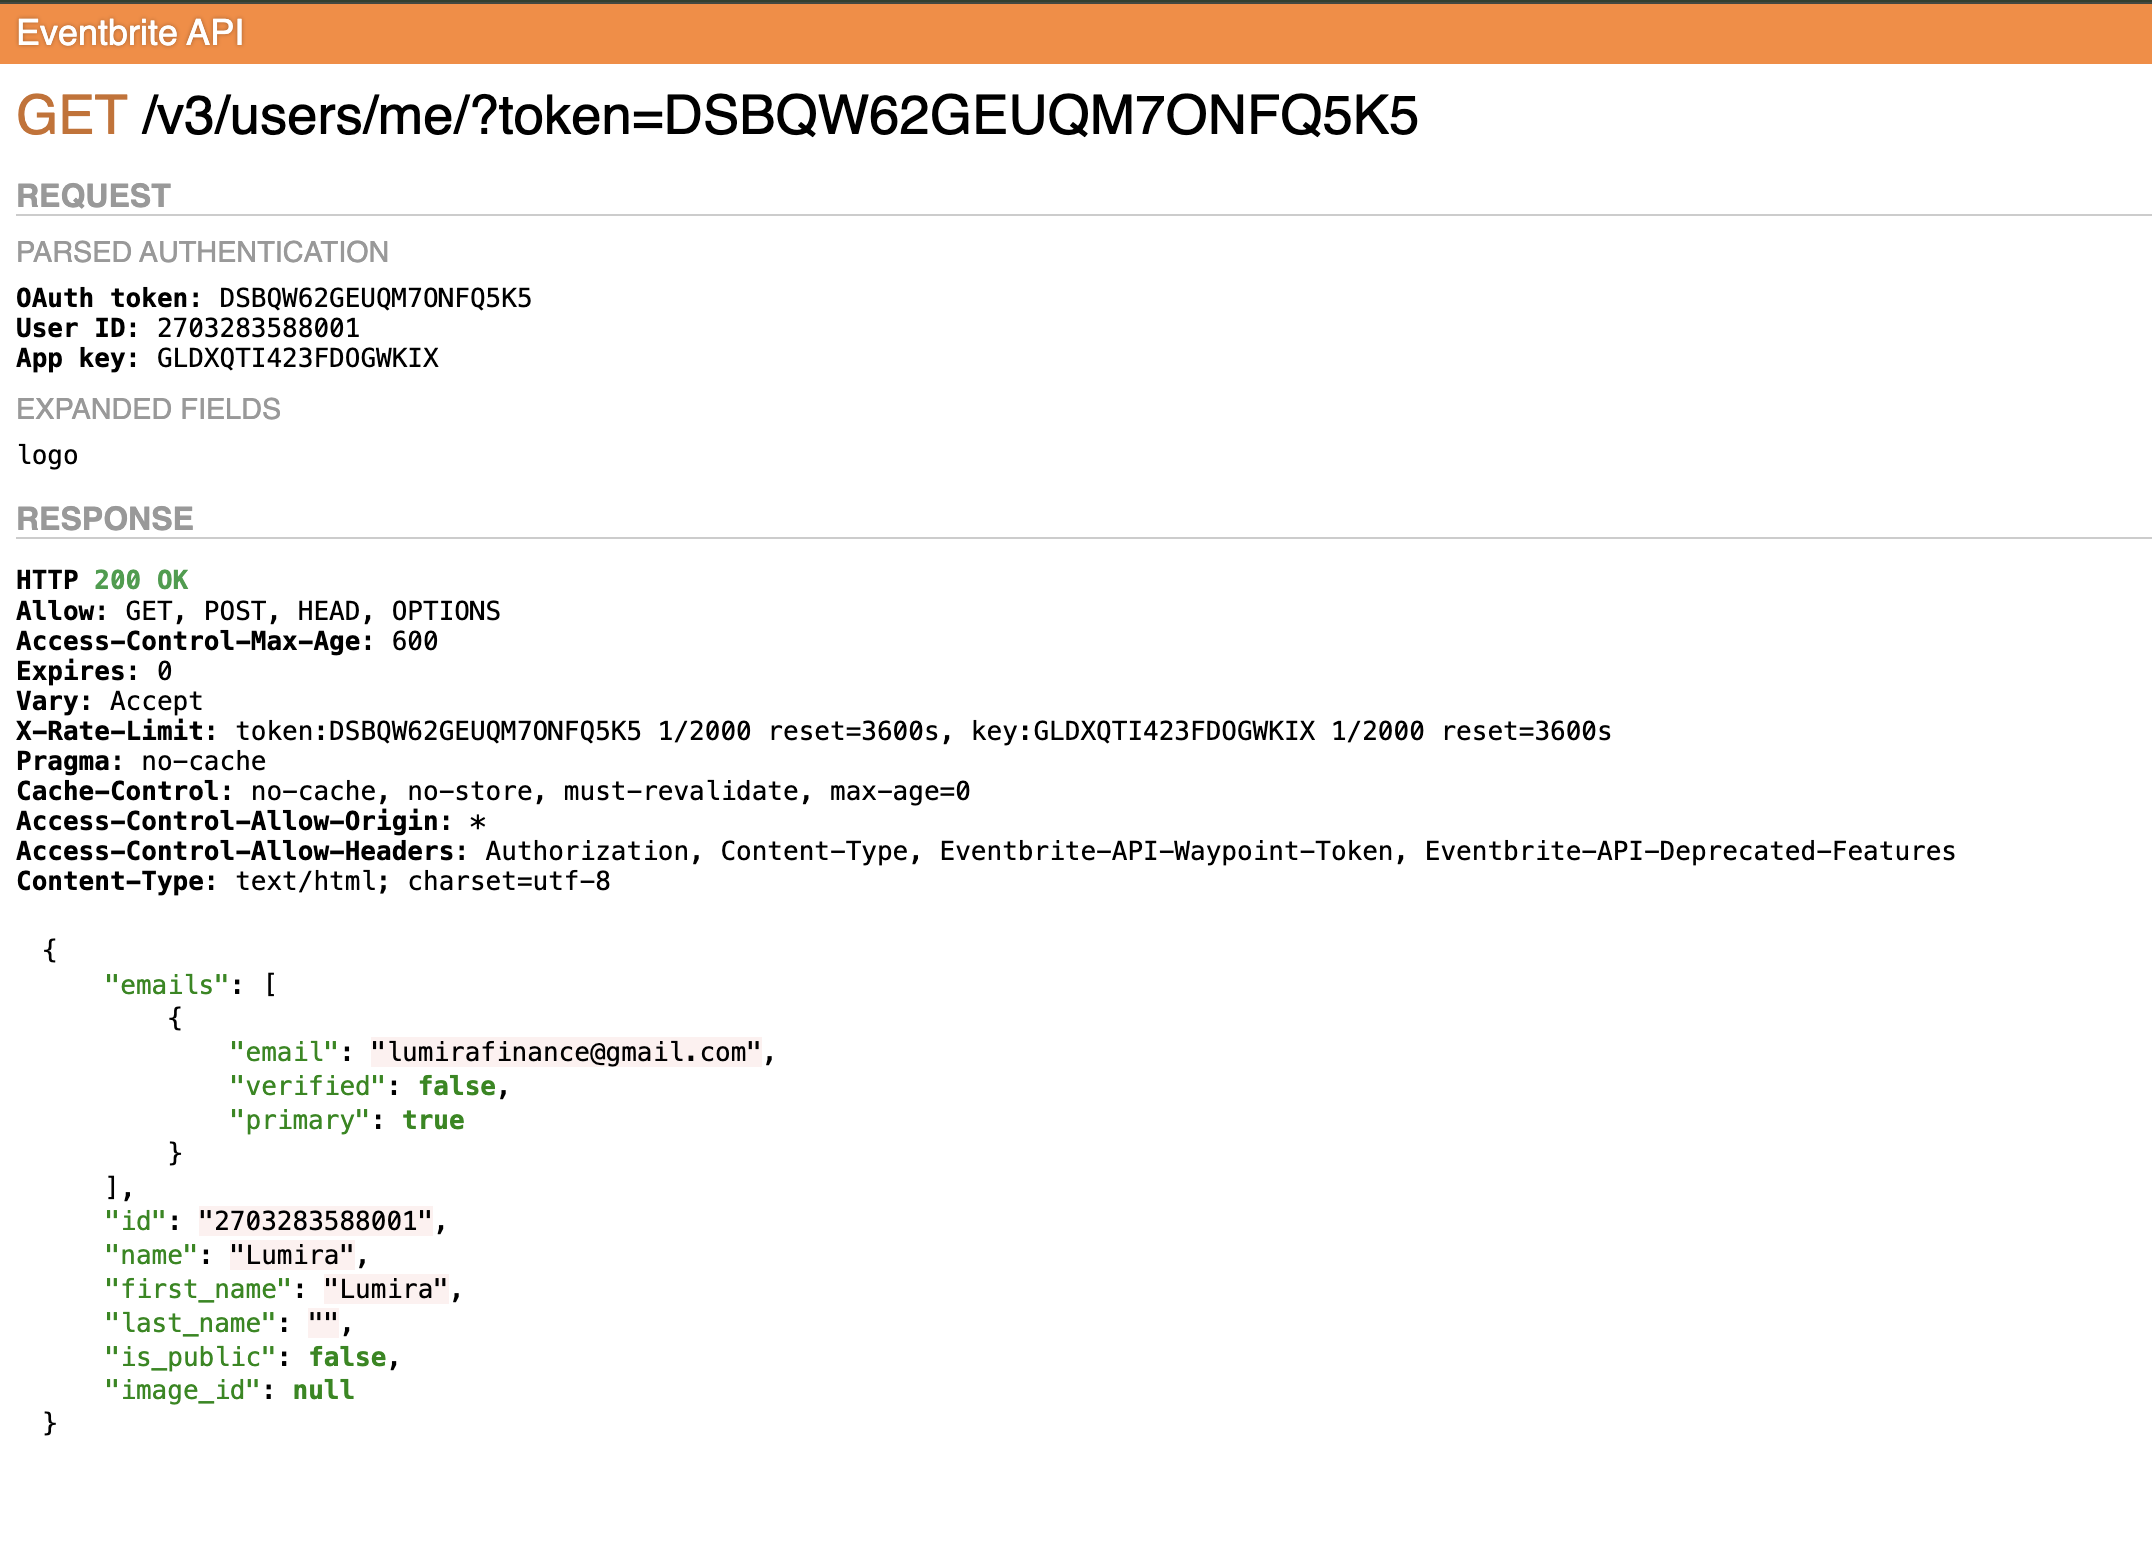 Eventbrite API
GET /v3/users/me/?token=DSBQW62GEUQM7ONFQ5K5
REQUEST
PARSED AUTHENTICATION
OAuth token: DSBQW62GEUQM7ONFQ5K5
User ID: 2703283588001
App key: GLDXQTI423FDOGWKIX
EXPANDED FIELDS
logo
RESPONSE
HTTP 200 OK
Allow: GET, POST, HEAD, OPTIONS
Access-Control-Max-Age: 600
Expires: 0
Vary: Accept
X-Rate-Limit: token:DSBQW62GEUQM7ONFQ5K5 1/2000 reset=3600s, key:GLDXQTI423FDOGWKIX 1/2000 reset=3600s
Pragma: no-cache
Cache-Control: no-cache, no-store, must-revalidate, max-age=0
Access-Control-Allow-Origin: *
Access-Control-Allow-Headers: Authorization, Content-Type, Eventbrite-API-Waypoint-Token, Eventbrite-API-Deprecated-Features
Content-Type: text/html; charset=utf-8
{
"emails": [
{
"email": "lumirafinance@gmail.com",
"verified": false,
"primary": true
}
],
"id": "2703283588001",
"name": "Lumira",
"first_name": "Lumira",
"last_name": "",
"is_public": false,
"image_id": null
}